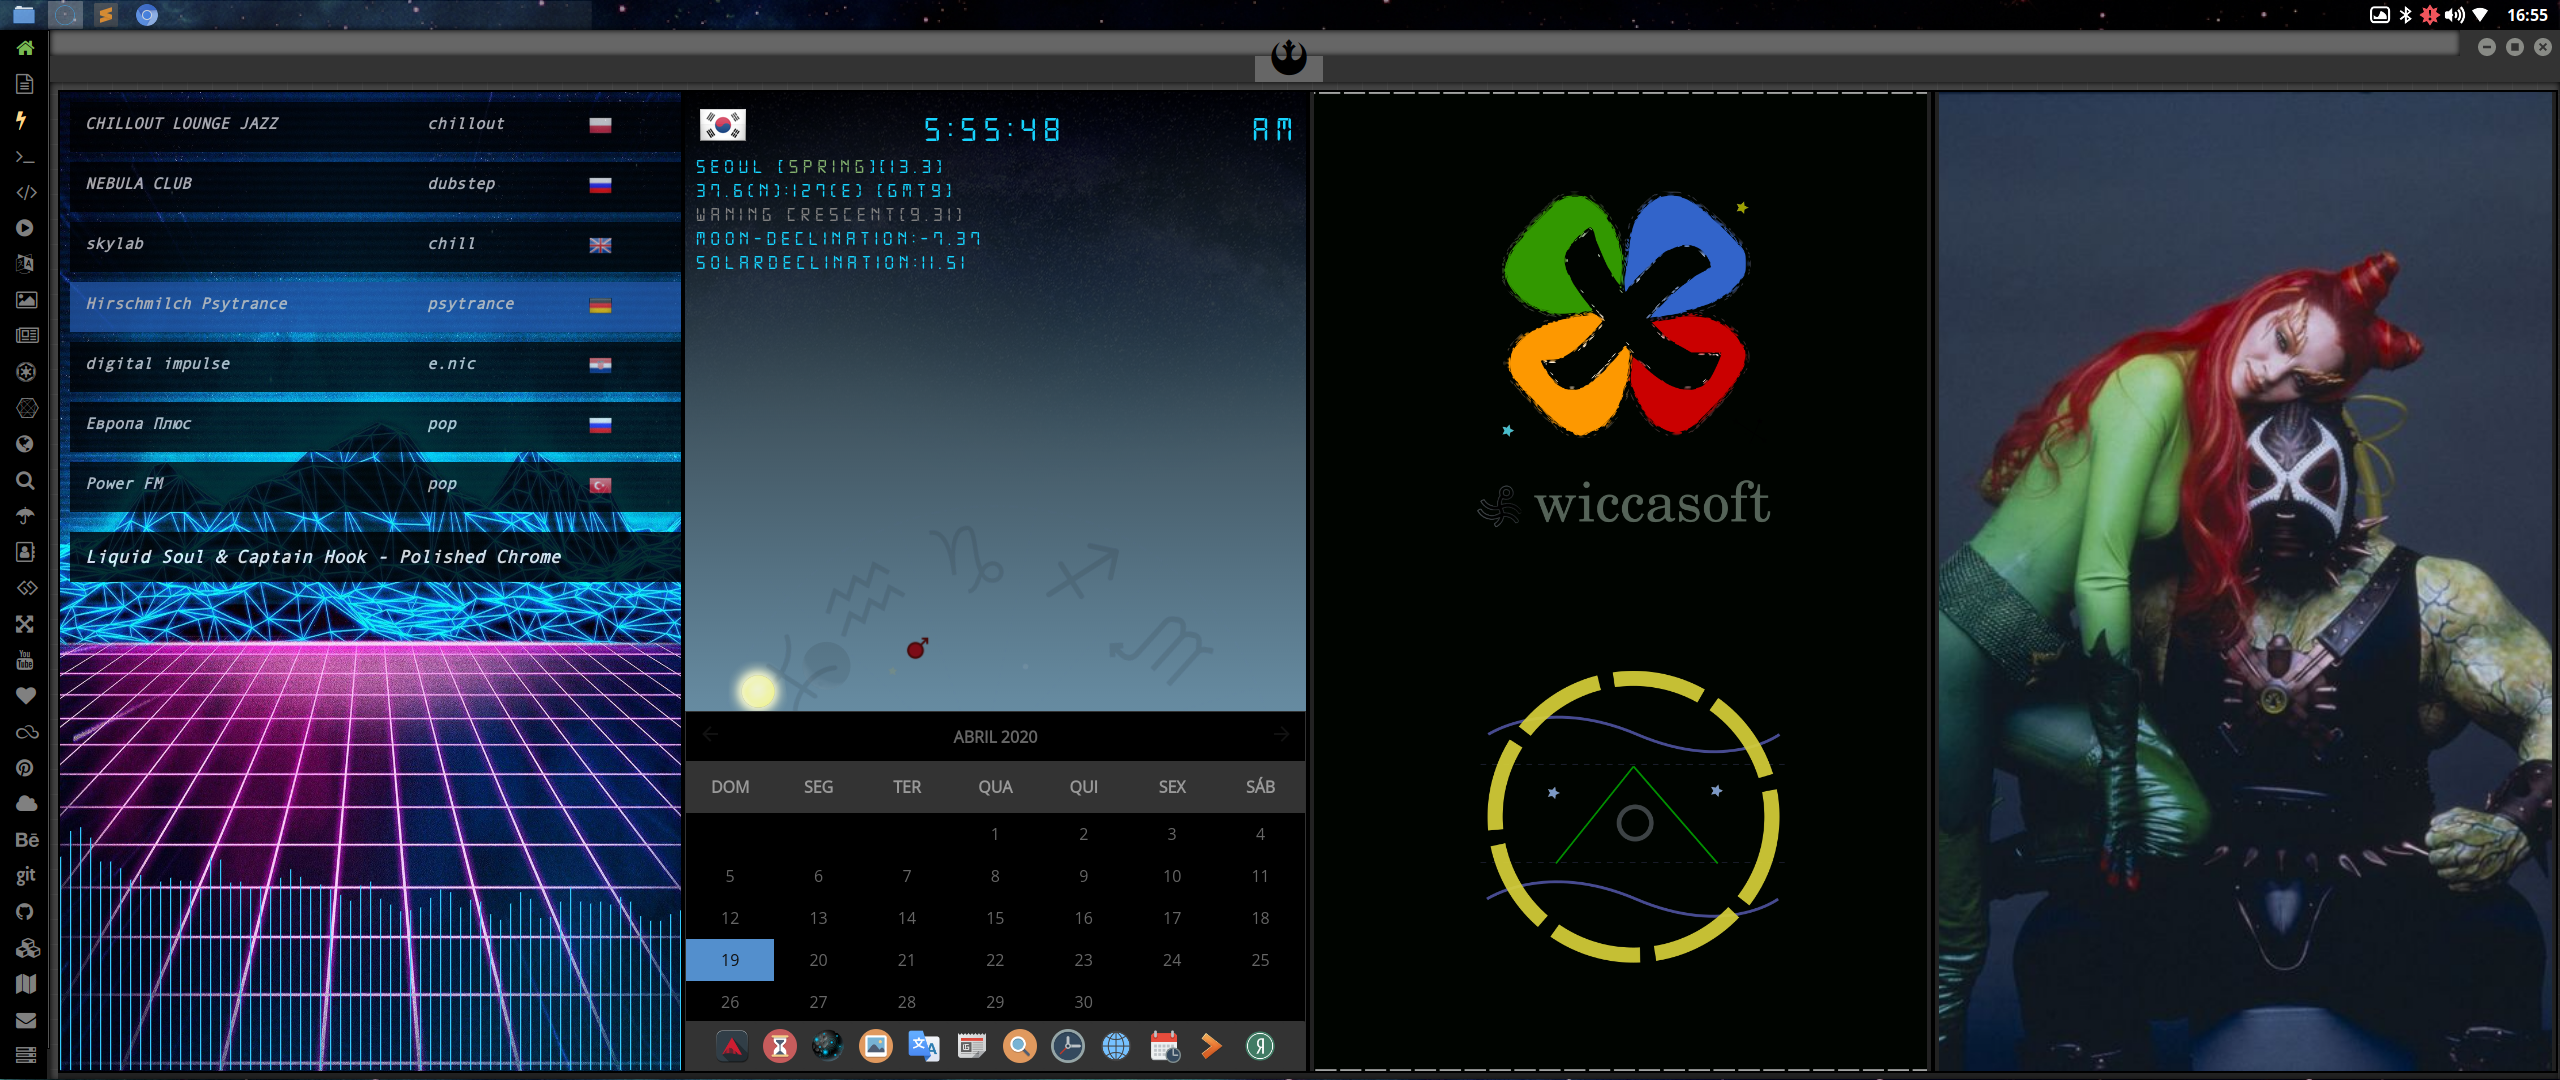 16:55
CHILLOUT LOUNGE JAZZ chillout
NEBULA CLUB dubstep
skylab chill
Hirschmilch Psytrance psytrance
digital impulse e.nic
Европа Плюс pop
Power FM pop
Liquid Soul & Captain Hook - Polished Chrome
5:55:48 AM
SEOUL [SPRING][13.3]
37.6(N):127(E) [GMT9]
WANING CRESCENT[9.31]
MOON-DECLINATION:-7.37
SOLARDECLINATION:11.51
ABRIL 2020
DOM SEG TER QUA QUI SEX SÁB
1 2 3 4
5 6 7 8 9 10 11
12 13 14 15 16 17 18
19 20 21 22 23 24 25
26 27 28 29 30
wiccasoft
You
Tube
Bē
git
文A
Я